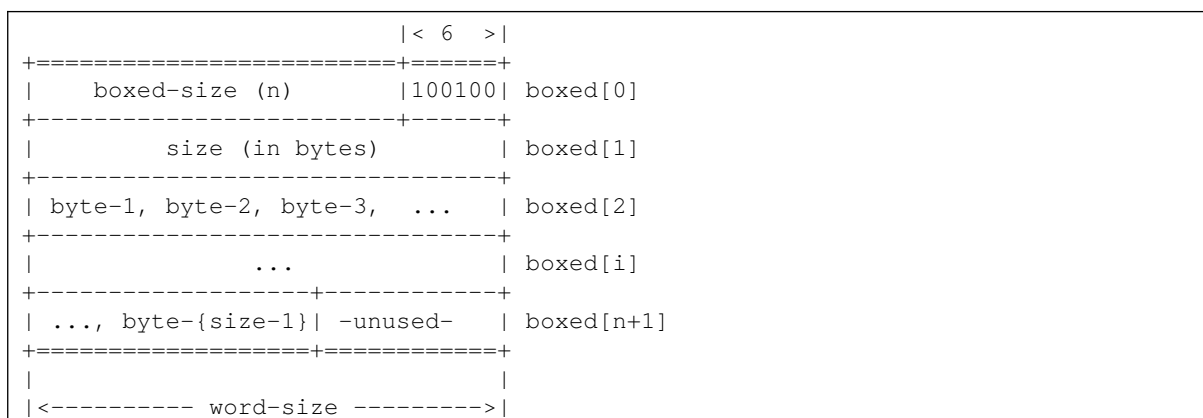 |< 6  >|
+=========================+======+
|    boxed-size (n)       |100100| boxed[0]
+-------------------------+------+
|         size (in bytes)        | boxed[1]
+--------------------------------+
| byte-1, byte-2, byte-3,  ...   | boxed[2]
+--------------------------------+
|               ...              | boxed[i]
+-------------------+------------+
| ..., byte-{size-1}| -unused-   | boxed[n+1]
+===================+============+
|                                |
|<---------- word-size --------->|